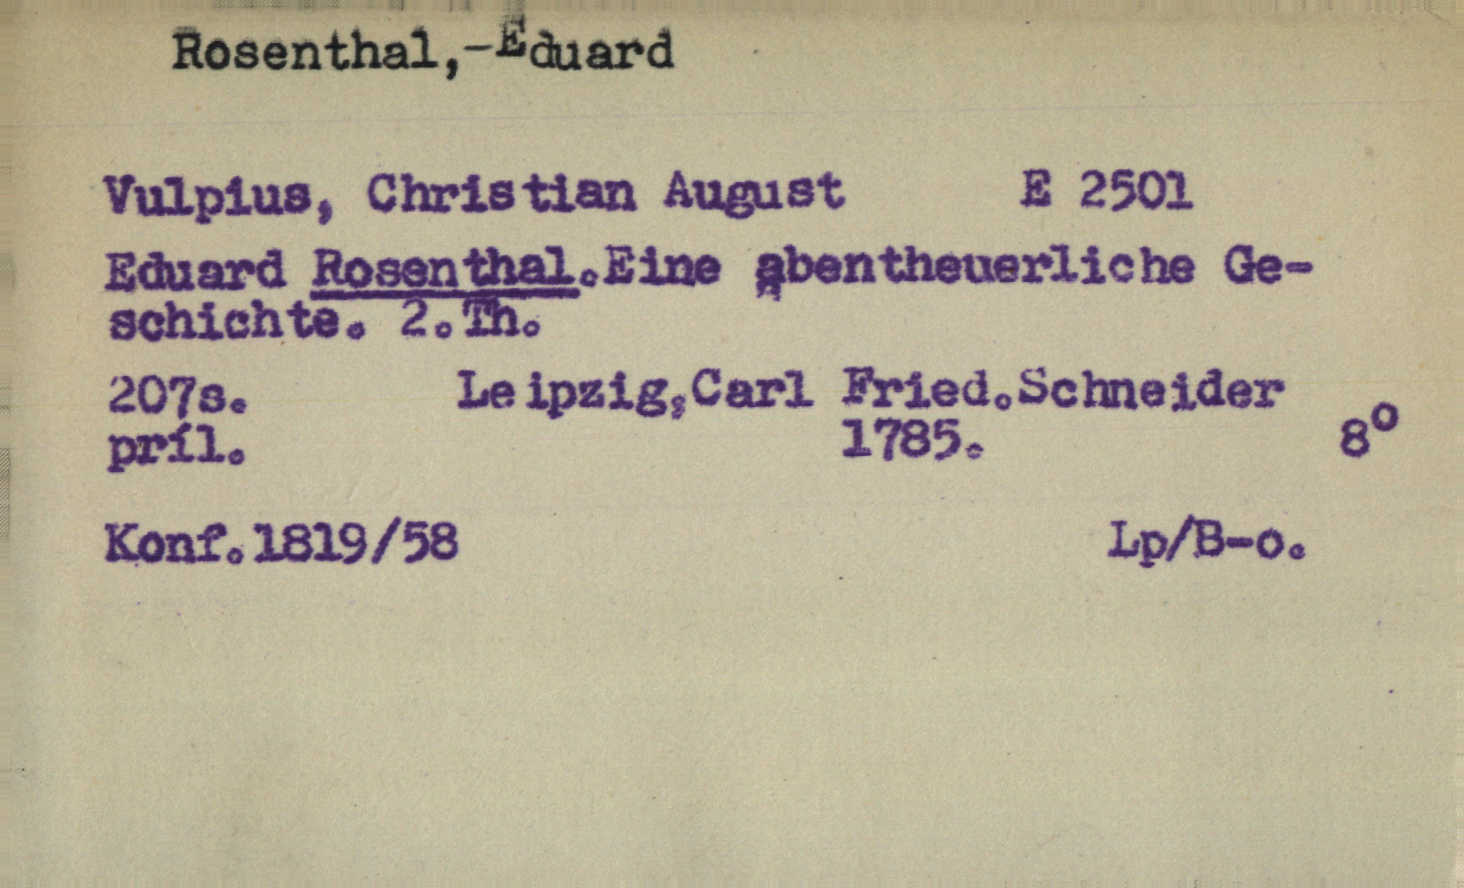 Rosenthal,-Eduard
Vulpius, Christian August E 2501
Eduard Rosenthal.Eine abentheuerliche Ge-
schichte. 2.Th.
207s. Leipzig,Carl Fried.Schneider
príl. 1785. 8°
Konf.1819/58 Lp/B-o.